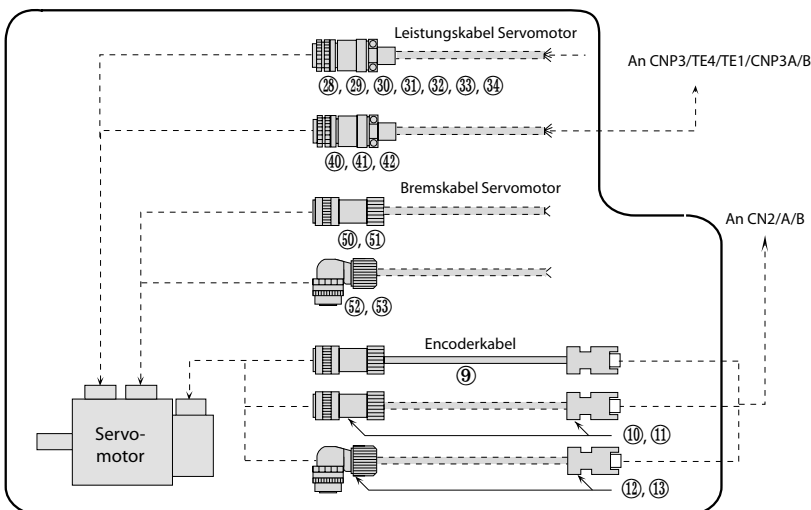 Leistungskabel Servomotor
An CNP3/TE4/TE1/CNP3A/B
㉘, ㉙, ㉚, ㉛, ㉜, ㉝, ㉞
㊵, ㊶, ㊷
Bremskabel Servomotor
An CN2/A/B
㊿, 51
52, 53
Encoderkabel
⑨
⑩, ⑪
Servo-
motor
⑫, ⑬